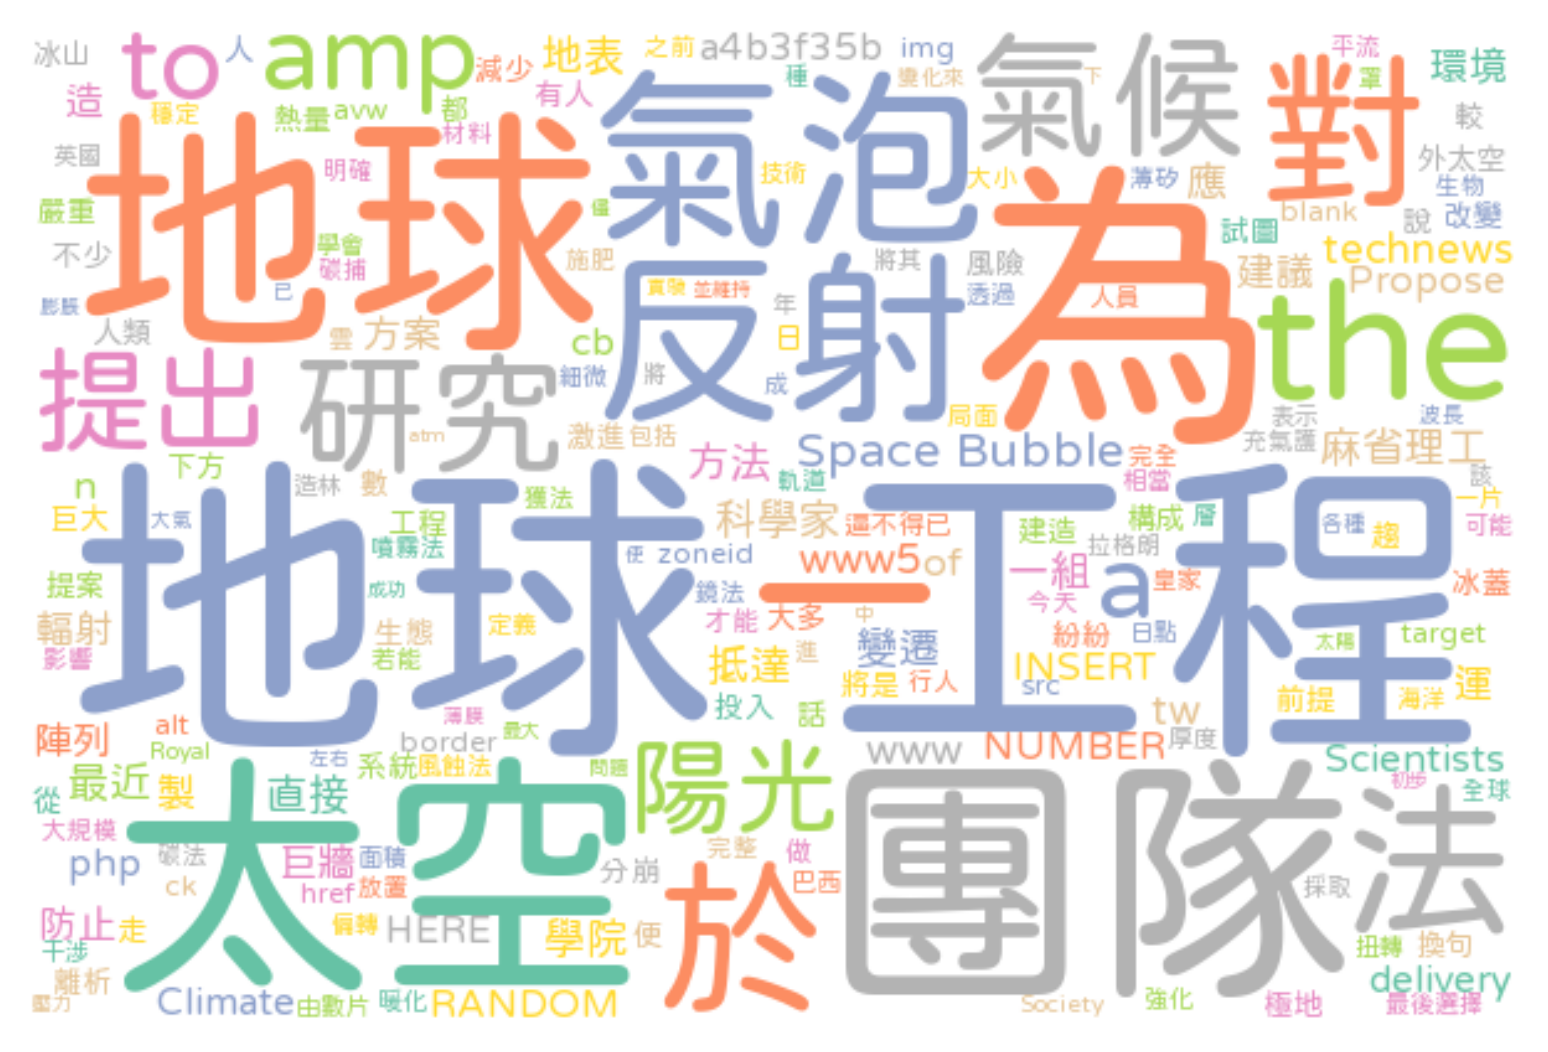 冰山 to 人 amp 減少 地表 之前 a4b3f35b img 氣候 下 對 平流 罩 環境
造 穩定 熱量 avw 都 有人 種 變化來 較
英國 地球 明確 材料 氣泡 技術 大小 為 薄矽 應 外太空 生物
嚴重 學會 僅 blank 說 改變
不少 碳捕 施肥 將其 風險 試圖 technews
膨脹 已 實驗 並維持 年 透過 人員 建議 Propose
人類 雲 方案 cb 反射 日 the
提出 研究 細微 將 成 局面 表示 波長
atm 激進 包括 方法 Space Bubble 完全 充氣護 麻省理工
n 下方 造林 數 獲法 軌道 相當 該 一片
巨大 大氣 地球 工程 科學家 逼不得已 建造 構成 層 各種 趨 可能
噴霧法 便 zoneid www5 of 拉格朗
提案 成功 鏡法 一 一組 a 皇家 冰蓋
輻射 生態 定義 才能 大多 中 今天 工程 紛紛 日點 太陽 target
影響 若能 抵達 進 變遷 INSERT
將是 行人 src 前提 海洋 運
陣列 alt 薄膜 投入 話 tw
Royal 左右 border 最大 www NUMBER 厚度 Scientists
從 最近 製 直接 系統 風蝕法 問題 陽光 初步 全球
大規模 太空 團隊 法
php 碳法 巨牆 面積 分崩 完整 做
ck href 放置 巴西 採取
防止 走 偏轉 HERE 學院 便 於 扭轉 換句
干涉 離析 delivery
壓力 Climate 由數片 暖化 RANDOM Society 強化 極地 最後選擇